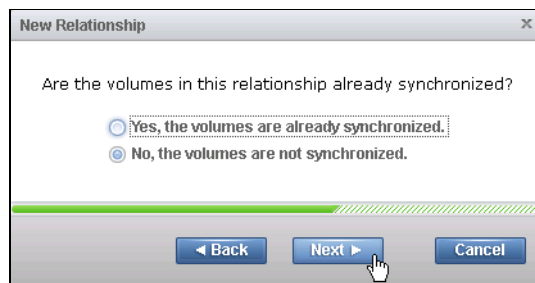 New Relationship x
Are the volumes in this relationship already synchronized?
Yes, the volumes are already synchronized.
No, the volumes are not synchronized.
Back Next Cancel